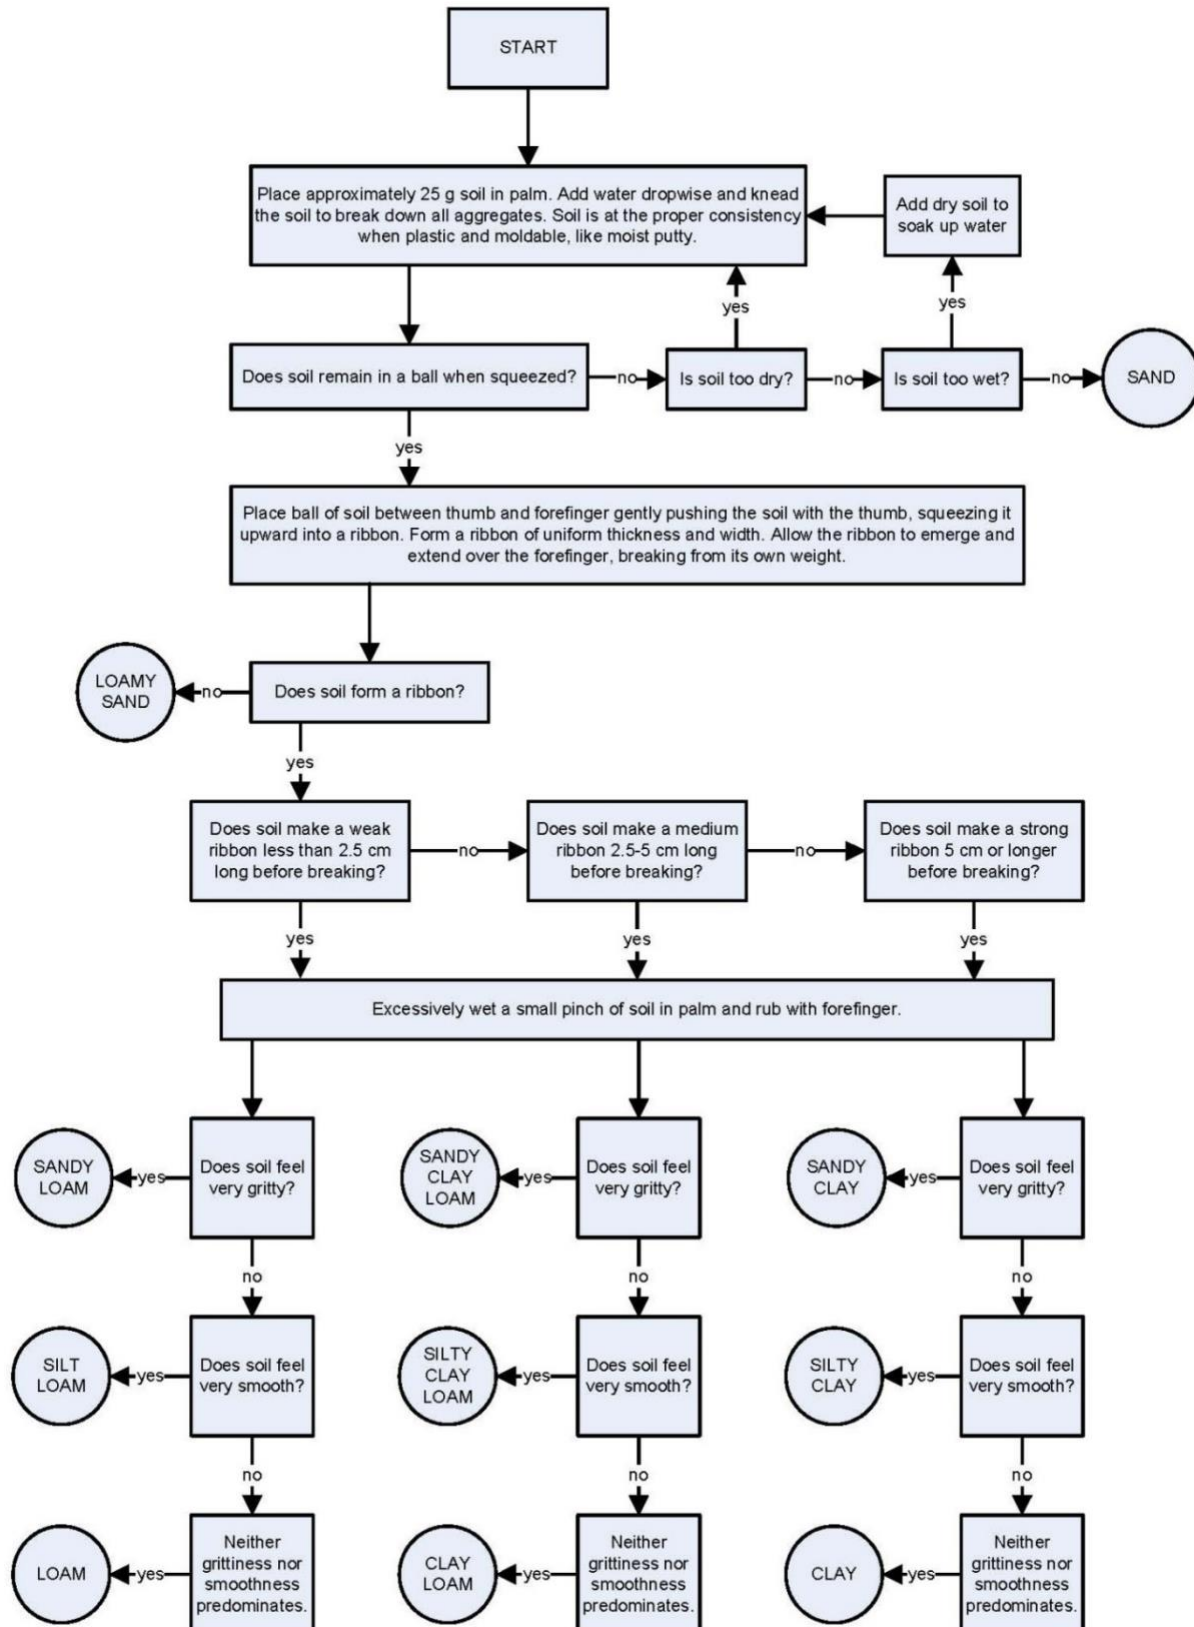 START
Place approximately 25 g soil in palm. Add water dropwise and knead
the soil to break down all aggregates. Soil is at the proper consistency
when plastic and moldable, like moist putty.
Add dry soil to
soak up water
yes
yes
Does soil remain in a ball when squeezed?
no
Is soil too dry?
no
Is soil too wet?
no
SAND
yes
Place ball of soil between thumb and forefinger gently pushing the soil with the thumb, squeezing it
upward into a ribbon. Form a ribbon of uniform thickness and width. Allow the ribbon to emerge and
extend over the forefinger, breaking from its own weight.
LOAMY
SAND
no
Does soil form a ribbon?
yes
Does soil make a weak
ribbon less than 2.5 cm
long before breaking?
no
Does soil make a medium
ribbon 2.5-5 cm long
before breaking?
no
Does soil make a strong
ribbon 5 cm or longer
before breaking?
yes
yes
yes
Excessively wet a small pinch of soil in palm and rub with forefinger.
SANDY
LOAM
yes
Does soil feel
very gritty?
SANDY
CLAY
LOAM
yes
Does soil feel
very gritty?
SANDY
CLAY
yes
Does soil feel
very gritty?
no
no
no
SILT
LOAM
yes
Does soil feel
very smooth?
SILTY
CLAY
LOAM
yes
Does soil feel
very smooth?
SILTY
CLAY
yes
Does soil feel
very smooth?
no
no
no
LOAM
yes
Neither
grittiness nor
smoothness
predominates.
CLAY
LOAM
yes
Neither
grittiness nor
smoothness
predominates.
CLAY
yes
Neither
grittiness nor
smoothness
predominates.